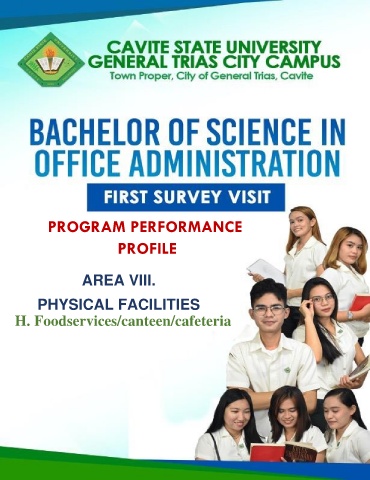 CAVITE STATE UNIVERSITY
GENERAL TRIAS CITY CAMPUS
Town Proper, City of General Trias, Cavite
BACHELOR OF SCIENCE IN
OFFICE ADMINISTRATION
FIRST SURVEY VISIT
PROGRAM PERFORMANCE
PROFILE
AREA VIII.
PHYSICAL FACILITIES
H. Foodservices/canteen/cafeteria